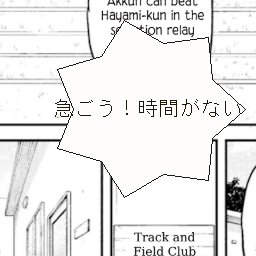 Akkun can beat
Hayami-kun in the
relay
急ごう！時間がない
Track and
Field Club